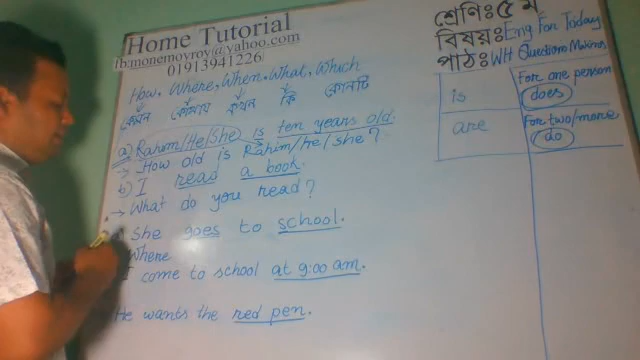 Home Tutorial
fb:monemoyroy@yahoo.com
01913941226
How, Where, When, What, Which
কেমন কোথায় কখন কি কোনটি
a) Rahim/He/She is ten years old.
→ How old is Rahim/he/she?
b) I read a book.
→ What do you read?
She goes to school.
Where
I come to school at 9:00 am.
He wants the red pen.
শ্রেণিঃ ৫ম
বিষয়ঃ Eng For Today
পাঠঃ WH Question Making
is For one person does
are For two/more do